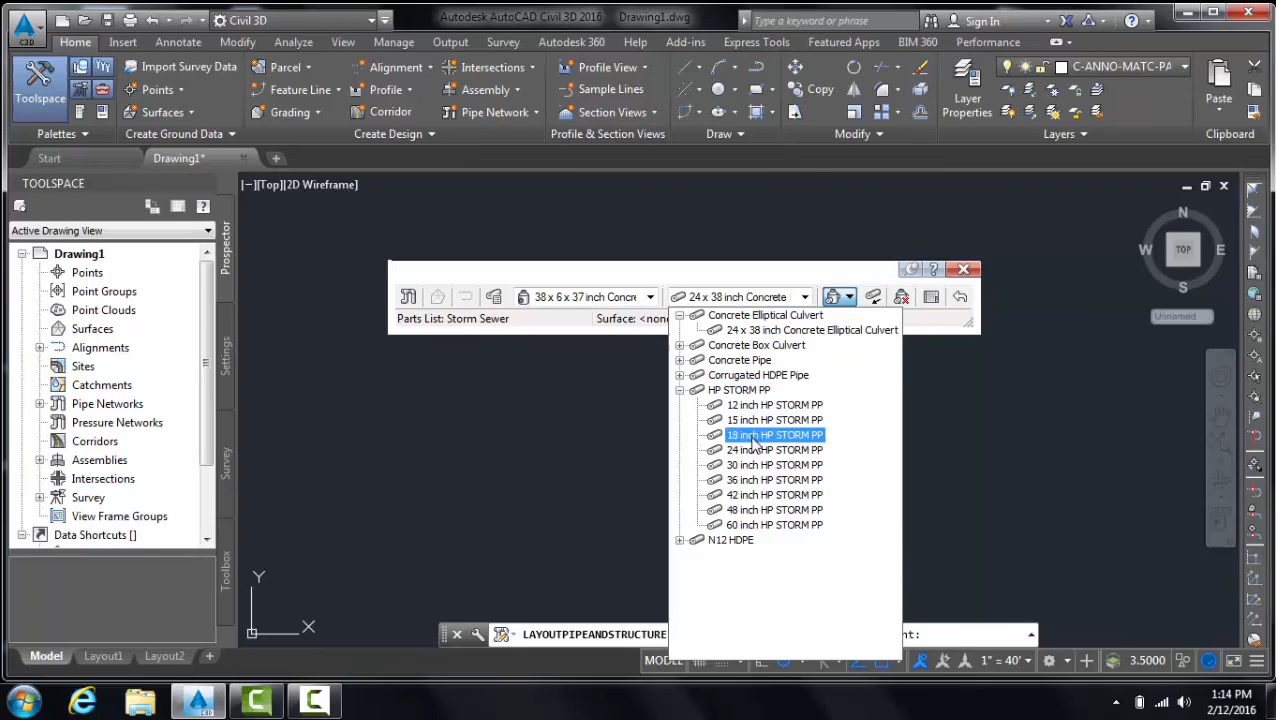 Civil 3D
Autodesk AutoCAD Civil 3D 2016 Drawing1.dwg
Type a keyword or phrase
Sign In
C3D
Home Insert Annotate Modify Analyze View Manage Output Survey Autodesk 360 Help Add-ins Express Tools Featured Apps BIM 360 Performance
Toolspace
Import Survey Data
Points
Surfaces
Parcel
Feature Line
Grading
Alignment
Profile
Corridor
Intersections
Assembly
Pipe Network
Profile View
Sample Lines
Section Views
Copy
Layer
Properties
C-ANNO-MATC-PA
Paste
Palettes Create Ground Data Create Design Profile & Section Views Draw Modify Layers Clipboard
Start Drawing1*
TOOLSPACE
[−][Top][2D Wireframe]
Active Drawing View
Prospector
Survey
Toolbox
Drawing1
Points
Point Groups
Point Clouds
Surfaces
Alignments
Sites
Catchments
Pipe Networks
Pressure Networks
Corridors
Assemblies
Intersections
Survey
View Frame Groups
Data Shortcuts []
38 x 6 x 37 inch Concre
24 x 38 inch Concrete
Parts List: Storm Sewer
Surface: <none
Concrete Elliptical Culvert
24 x 38 inch Concrete Elliptical Culvert
Concrete Box Culvert
Concrete Pipe
Corrugated HDPE Pipe
HP STORM PP
12 inch HP STORM PP
15 inch HP STORM PP
18 inch HP STORM PP
24 inch HP STORM PP
30 inch HP STORM PP
36 inch HP STORM PP
42 inch HP STORM PP
48 inch HP STORM PP
60 inch HP STORM PP
N12 HDPE
N
W TOP E
S
Unnamed
Y
X
LAYOUTPIPEANDSTRUCTURE
Model Layout1 Layout2
MODEL
1" = 40'
3.5000
C3D
1:14 PM
2/12/2016